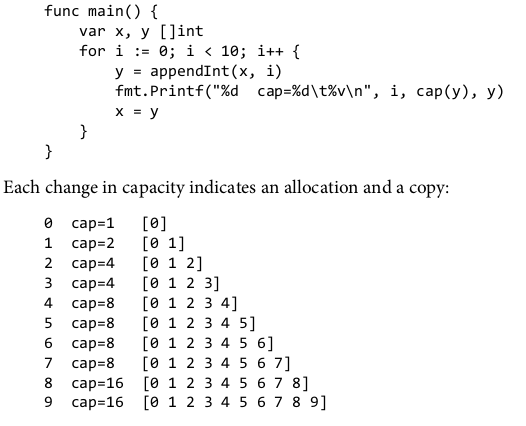 func main() {
    var x, y []int
    for i := 0; i < 10; i++ {
        y = appendInt(x, i)
        fmt.Printf("%d  cap=%d\t%v\n", i, cap(y), y)
        x = y
    }
}
Each change in capacity indicates an allocation and a copy:
0  cap=1   [0]
1  cap=2   [0 1]
2  cap=4   [0 1 2]
3  cap=4   [0 1 2 3]
4  cap=8   [0 1 2 3 4]
5  cap=8   [0 1 2 3 4 5]
6  cap=8   [0 1 2 3 4 5 6]
7  cap=8   [0 1 2 3 4 5 6 7]
8  cap=16  [0 1 2 3 4 5 6 7 8]
9  cap=16  [0 1 2 3 4 5 6 7 8 9]